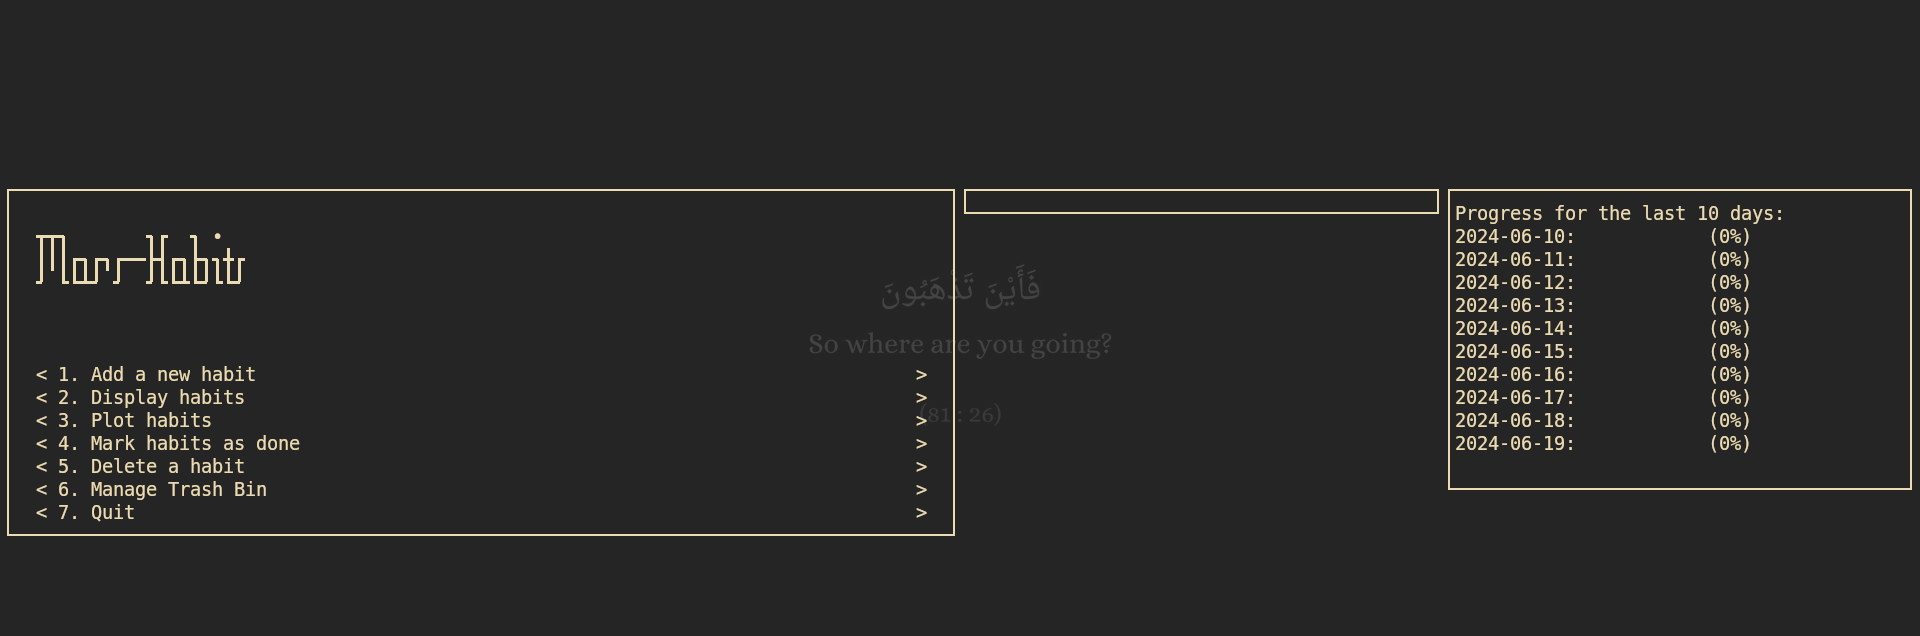 Marr-Habits
< 1. Add a new habit >
< 2. Display habits >
< 3. Plot habits >
< 4. Mark habits as done >
< 5. Delete a habit >
< 6. Manage Trash Bin >
< 7. Quit >
فَأَيْنَ تَذْهَبُونَ
So where are you going?
(81 : 26)
Progress for the last 10 days:
2024-06-10: (0%)
2024-06-11: (0%)
2024-06-12: (0%)
2024-06-13: (0%)
2024-06-14: (0%)
2024-06-15: (0%)
2024-06-16: (0%)
2024-06-17: (0%)
2024-06-18: (0%)
2024-06-19: (0%)